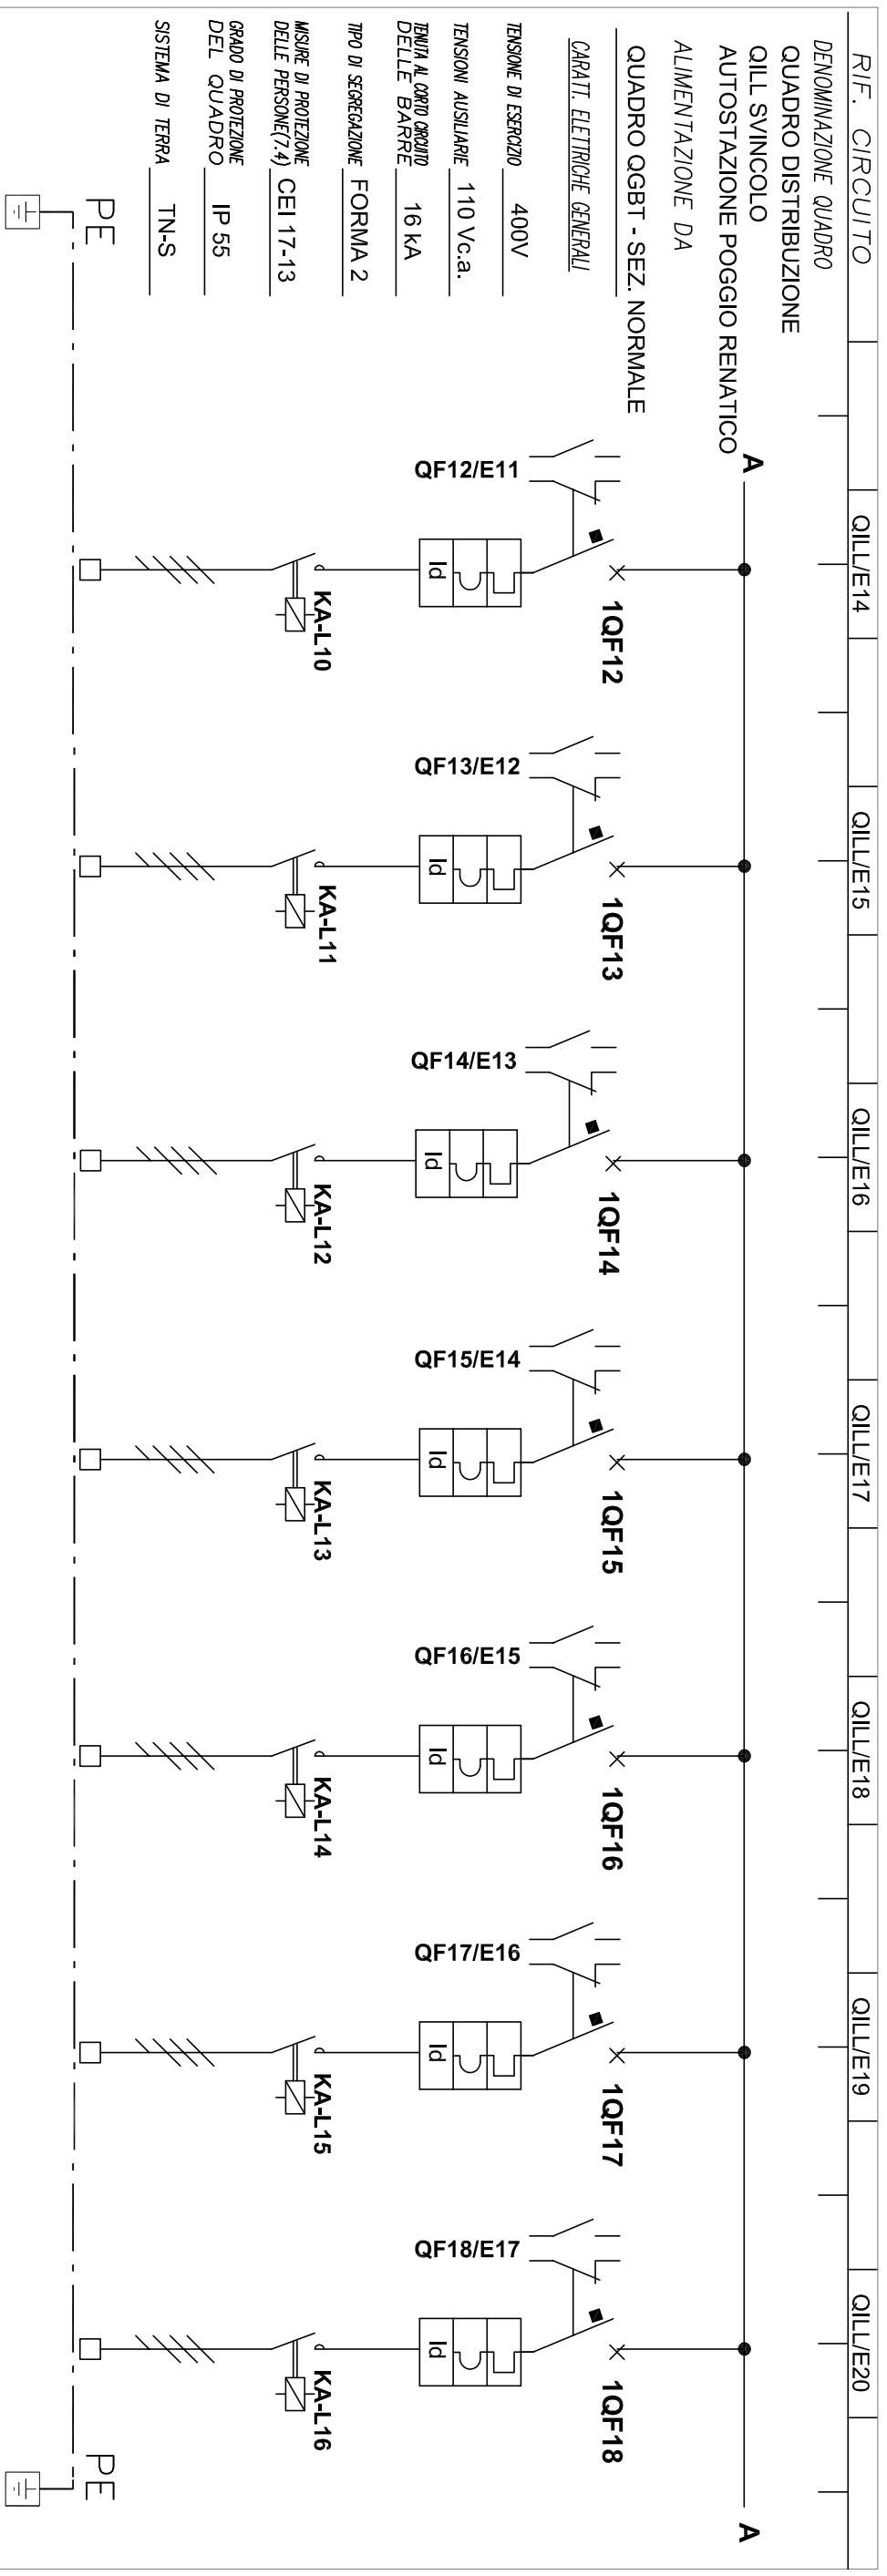 RIF. CIRCUITO
QILL/E14
QILL/E15
QILL/E16
QILL/E17
QILL/E18
QILL/E19
QILL/E20
DENOMINAZIONE QUADRO
QUADRO DISTRIBUZIONE
QILL SVINCOLO
AUTOSTAZIONE POGGIO RENATICO
ALIMENTAZIONE DA
QUADRO QGBT - SEZ. NORMALE
CARATT. ELETTRICHE GENERALI
TENSIONE DI ESERCIZIO 400V
TENSIONI AUSILIARIE 110 Vc.a.
TENUTA AL CORTO CIRCUITO
DELLE BARRE 16 kA
TIPO DI SEGREGAZIONE FORMA 2
MISURE DI PROTEZIONE
DELLE PERSONE(7.4) CEI 17-13
GRADO DI PROTEZIONE
DEL QUADRO IP 55
SISTEMA DI TERRA TN-S
A
A
1QF12
QF12/E11
Id
KA-L10
1QF13
QF13/E12
Id
KA-L11
1QF14
QF14/E13
Id
KA-L12
1QF15
QF15/E14
Id
KA-L13
1QF16
QF16/E15
Id
KA-L14
1QF17
QF17/E16
Id
KA-L15
1QF18
QF18/E17
Id
KA-L16
PE
PE